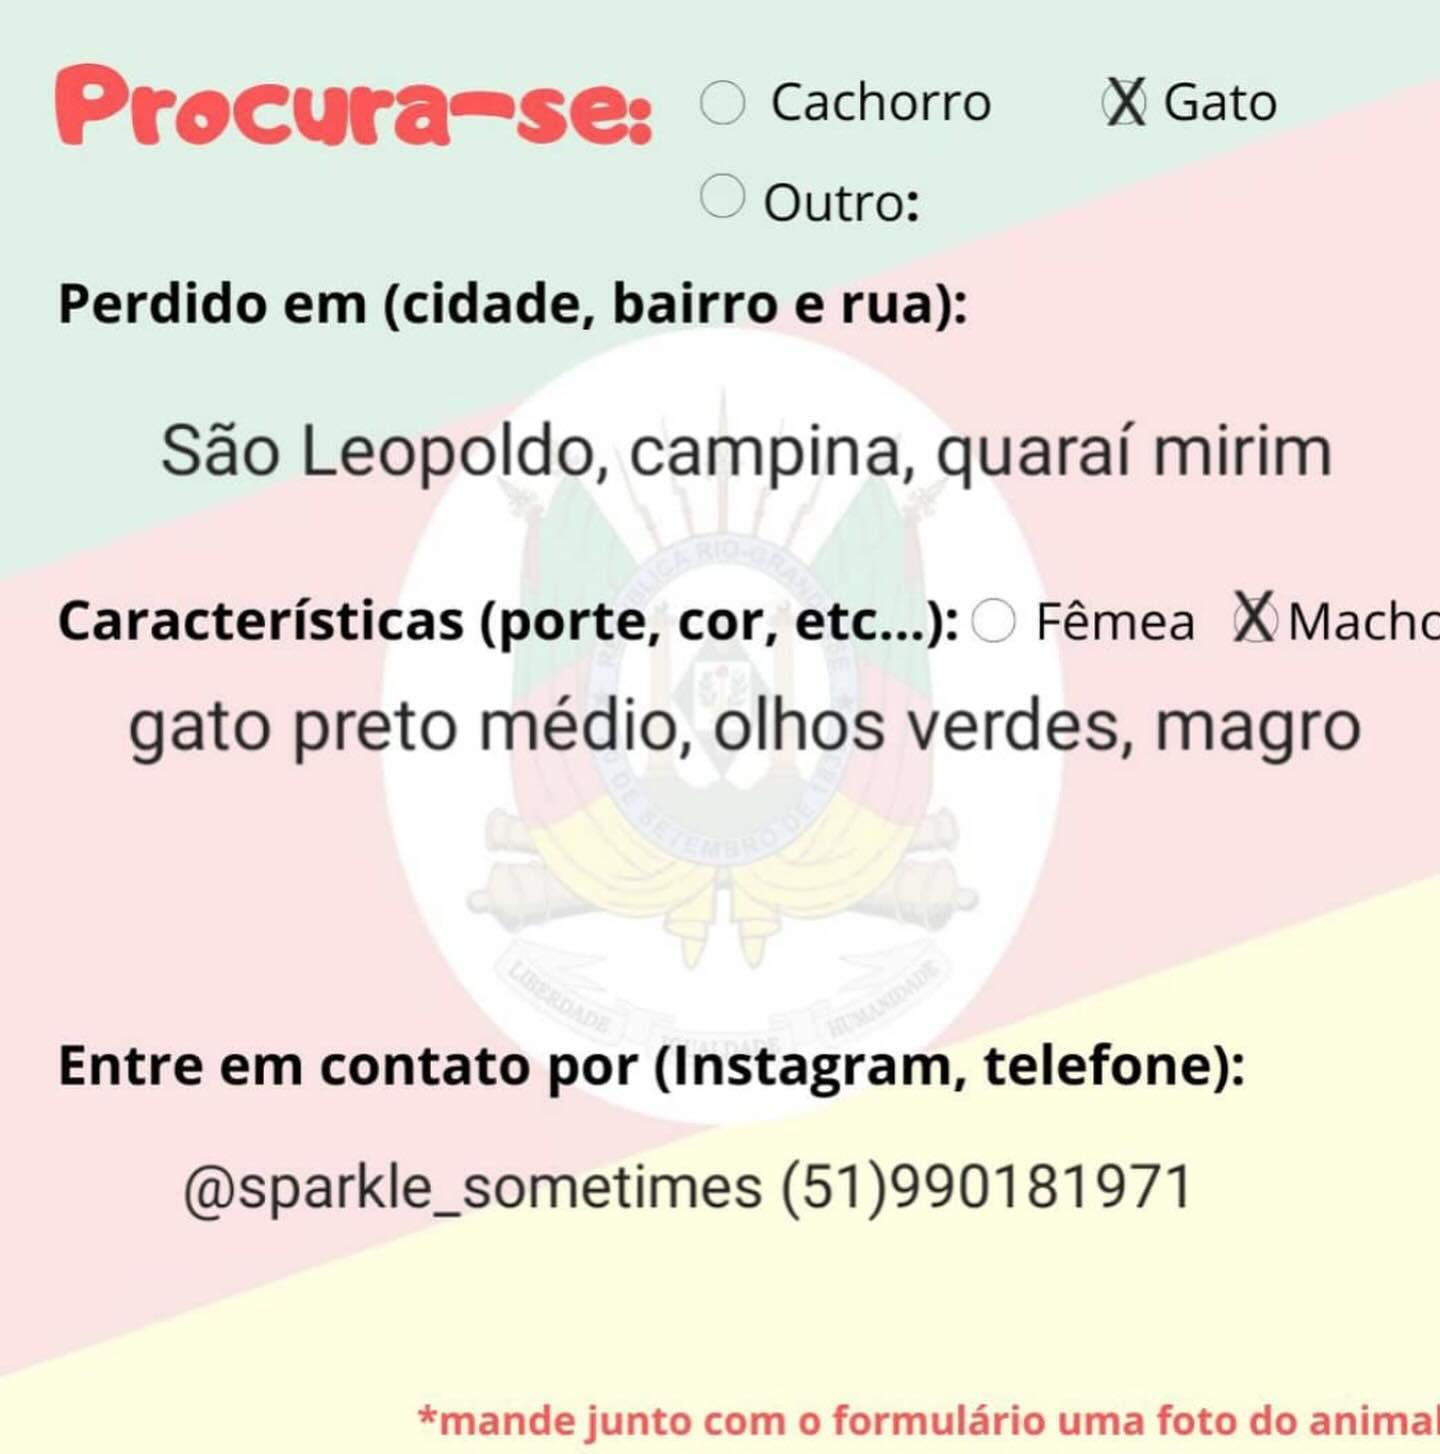 Procura-se:
Cachorro
X Gato
Outro:
Perdido em (cidade, bairro e rua):
São Leopoldo, campina, quaraí mirim
Características (porte, cor, etc...):
Fêmea
X Macho
gato preto médio, olhos verdes, magro
REPÚBLICA RIO-GRANDENSE
20 DE SETEMBRO DE 1835
LIBERDADE
IGUALDADE
HUMANIDADE
Entre em contato por (Instagram, telefone):
@sparkle_sometimes (51)990181971
*mande junto com o formulário uma foto do animal